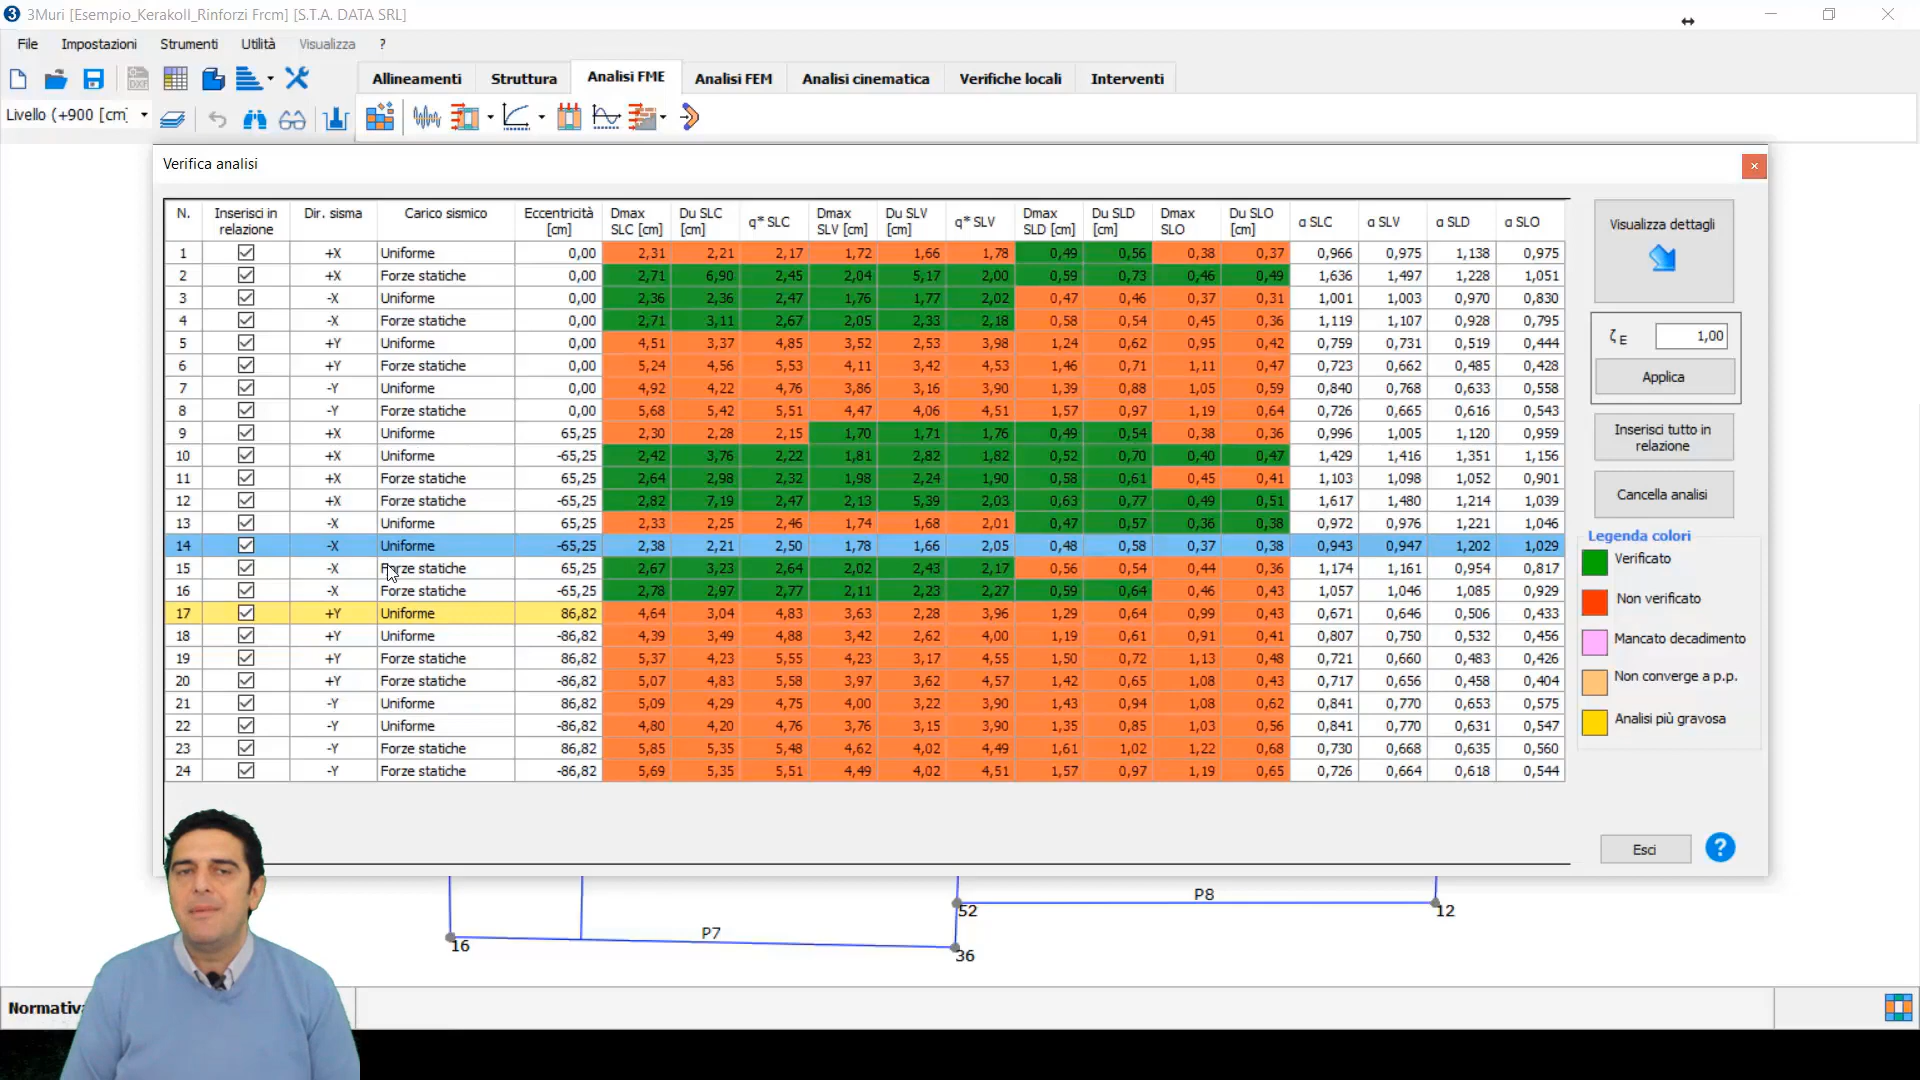 3Muri [Esempio_Kerakoll_Rinforzi Frcm] [S.T.A. DATA SRL]
File Impostazioni Strumenti Utilità Visualizza ?
Allineamenti Struttura Analisi FME Analisi FEM Analisi cinematica Verifiche locali Interventi
Livello (+900 [cm]
Verifica analisi
N. Inserisci in relazione Dir. sisma Carico sismico Eccentricità [cm] Dmax SLC [cm] Du SLC [cm] q* SLC Dmax SLV [cm] Du SLV [cm] q* SLV Dmax SLD [cm] Du SLD [cm] Dmax SLO Du SLO [cm] α SLC α SLV α SLD α SLO
1 +X Uniforme 0,00 2,31 2,21 2,17 1,72 1,66 1,78 0,49 0,56 0,38 0,37 0,966 0,975 1,138 0,975
2 +X Forze statiche 0,00 2,71 6,90 2,45 2,04 5,17 2,00 0,59 0,73 0,46 0,49 1,636 1,497 1,228 1,051
3 -X Uniforme 0,00 2,36 2,36 2,47 1,76 1,77 2,02 0,47 0,46 0,37 0,31 1,001 1,003 0,970 0,830
4 -X Forze statiche 0,00 2,71 3,11 2,67 2,05 2,33 2,18 0,58 0,54 0,45 0,36 1,119 1,107 0,928 0,795
5 +Y Uniforme 0,00 4,51 3,37 4,85 3,52 2,53 3,98 1,24 0,62 0,95 0,42 0,759 0,731 0,519 0,444
6 +Y Forze statiche 0,00 5,24 4,56 5,53 4,11 3,42 4,53 1,46 0,71 1,11 0,47 0,723 0,662 0,485 0,428
7 -Y Uniforme 0,00 4,92 4,22 4,76 3,86 3,16 3,90 1,39 0,88 1,05 0,59 0,840 0,768 0,633 0,558
8 -Y Forze statiche 0,00 5,68 5,42 5,51 4,47 4,06 4,51 1,57 0,97 1,19 0,64 0,726 0,665 0,616 0,543
9 +X Uniforme 65,25 2,30 2,28 2,15 1,70 1,71 1,76 0,49 0,54 0,38 0,36 0,996 1,005 1,120 0,959
10 +X Uniforme -65,25 2,42 3,76 2,22 1,81 2,82 1,82 0,52 0,70 0,40 0,47 1,429 1,416 1,351 1,156
11 +X Forze statiche 65,25 2,64 2,98 2,32 1,98 2,24 1,90 0,58 0,61 0,45 0,41 1,103 1,098 1,052 0,901
12 +X Forze statiche -65,25 2,82 7,19 2,47 2,13 5,39 2,03 0,63 0,77 0,49 0,51 1,617 1,480 1,214 1,039
13 -X Uniforme 65,25 2,33 2,25 2,46 1,74 1,68 2,01 0,47 0,57 0,36 0,38 0,972 0,976 1,221 1,046
14 -X Uniforme -65,25 2,38 2,21 2,50 1,78 1,66 2,05 0,48 0,58 0,37 0,38 0,943 0,947 1,202 1,029
15 -X Forze statiche 65,25 2,67 3,23 2,64 2,02 2,43 2,17 0,56 0,54 0,44 0,36 1,174 1,161 0,954 0,817
16 -X Forze statiche -65,25 2,78 2,97 2,77 2,11 2,23 2,27 0,59 0,64 0,46 0,43 1,057 1,046 1,085 0,929
17 +Y Uniforme 86,82 4,64 3,04 4,83 3,63 2,28 3,96 1,29 0,64 0,99 0,43 0,671 0,646 0,506 0,433
18 +Y Uniforme -86,82 4,39 3,49 4,88 3,42 2,62 4,00 1,19 0,61 0,91 0,41 0,807 0,750 0,532 0,456
19 +Y Forze statiche 86,82 5,37 4,23 5,55 4,23 3,17 4,55 1,50 0,72 1,13 0,48 0,721 0,660 0,483 0,426
20 +Y Forze statiche -86,82 5,07 4,83 5,58 3,97 3,62 4,57 1,42 0,65 1,08 0,43 0,717 0,656 0,458 0,404
21 -Y Uniforme 86,82 5,09 4,29 4,75 4,00 3,22 3,90 1,43 0,94 1,08 0,62 0,841 0,770 0,653 0,575
22 -Y Uniforme -86,82 4,80 4,20 4,76 3,76 3,15 3,90 1,35 0,85 1,03 0,56 0,841 0,770 0,631 0,547
23 -Y Forze statiche 86,82 5,85 5,35 5,48 4,62 4,02 4,49 1,61 1,02 1,22 0,68 0,730 0,668 0,635 0,560
24 -Y Forze statiche -86,82 5,69 5,35 5,51 4,49 4,02 4,51 1,57 0,97 1,19 0,65 0,726 0,664 0,618 0,544
Visualizza dettagli
ζ E 1,00
Applica
Inserisci tutto in
relazione
Cancella analisi
Legenda colori
Verificato
Non verificato
Mancato decadimento
Non converge a p.p.
Analisi più gravosa
Esci ?
P8
52 12
P7
16
36